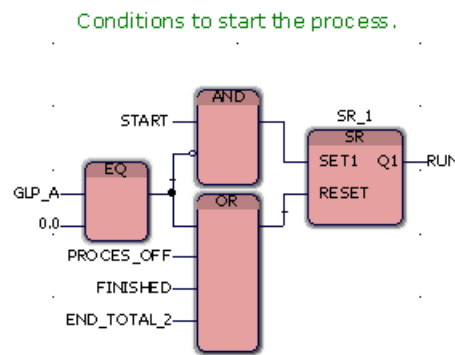 Conditions to start the process.
AND
START
SR_1
SR
EQ
SET1 Q1 RUN
GLP_A
RESET
OR
0.0
PROCES_OFF
FINISHED
END_TOTAL_2